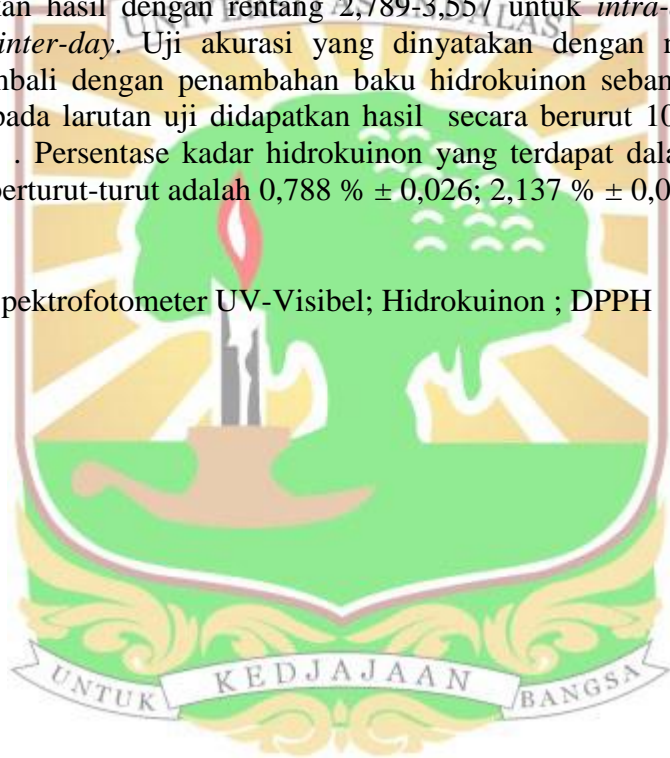 kan hasil dengan rentang 2,789-3,557 untuk intra-
inter-day. Uji akurasi yang dinyatakan dengan
mbali dengan penambahan baku hidrokuinon seban
pada larutan uji didapatkan hasil secara berurut 10
. Persentase kadar hidrokuinon yang terdapat dala
berturut-turut adalah 0,788 % ± 0,026; 2,137 % ± 0,0
pektrofotometer UV-Visibel; Hidrokuinon ; DPPH
UNTUK KEDJAJAAN BANGSA